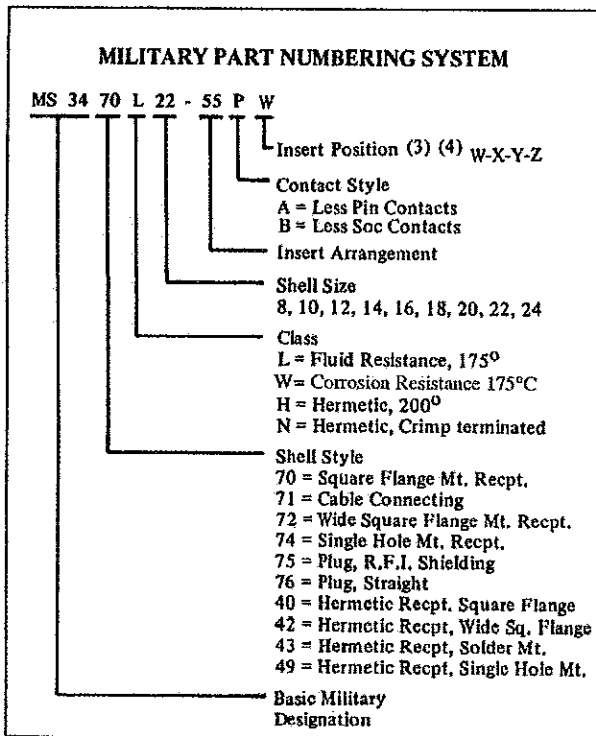 MILITARY PART NUMBERING SYSTEM
MS 34 70 L 22 - 55 P W
Insert Position (3) (4) W-X-Y-Z
Contact Style
A = Less Pin Contacts
B = Less Soc Contacts
Insert Arrangement
Shell Size
8, 10, 12, 14, 16, 18, 20, 22, 24
Class
L = Fluid Resistance, 175°
W= Corrosion Resistance 175°C
H = Hermetic, 200°
N = Hermetic, Crimp terminated
Shell Style
70 = Square Flange Mt. Recpt.
71 = Cable Connecting
72 = Wide Square Flange Mt. Recpt.
74 = Single Hole Mt. Recpt.
75 = Plug, R.F.I. Shielding
76 = Plug, Straight
40 = Hermetic Recpt. Square Flange
42 = Hermetic Recpt, Wide Sq. Flange
43 = Hermetic Recpt, Solder Mt.
49 = Hermetic Recpt, Single Hole Mt.
Basic Military
Designation